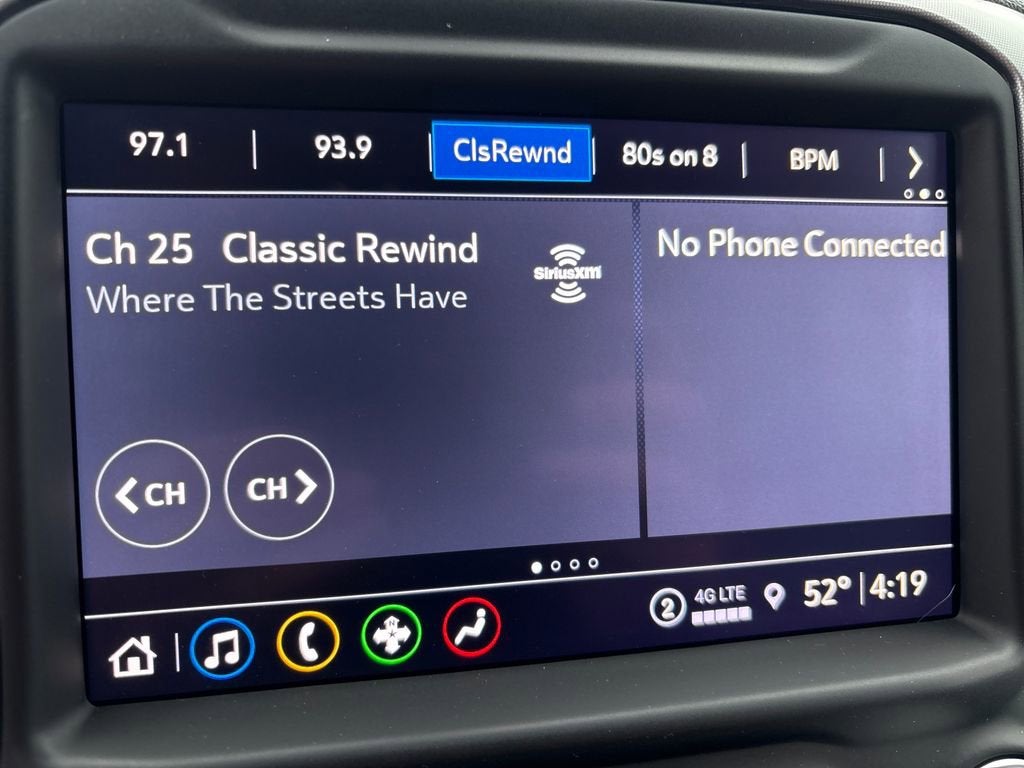 97.1 93.9 ClsRewnd 80s on 8 BPM
Ch 25 Classic Rewind
SiriusXM
No Phone Connected
Where The Streets Have
CH CH
2 4G LTE 52° 4:19
N